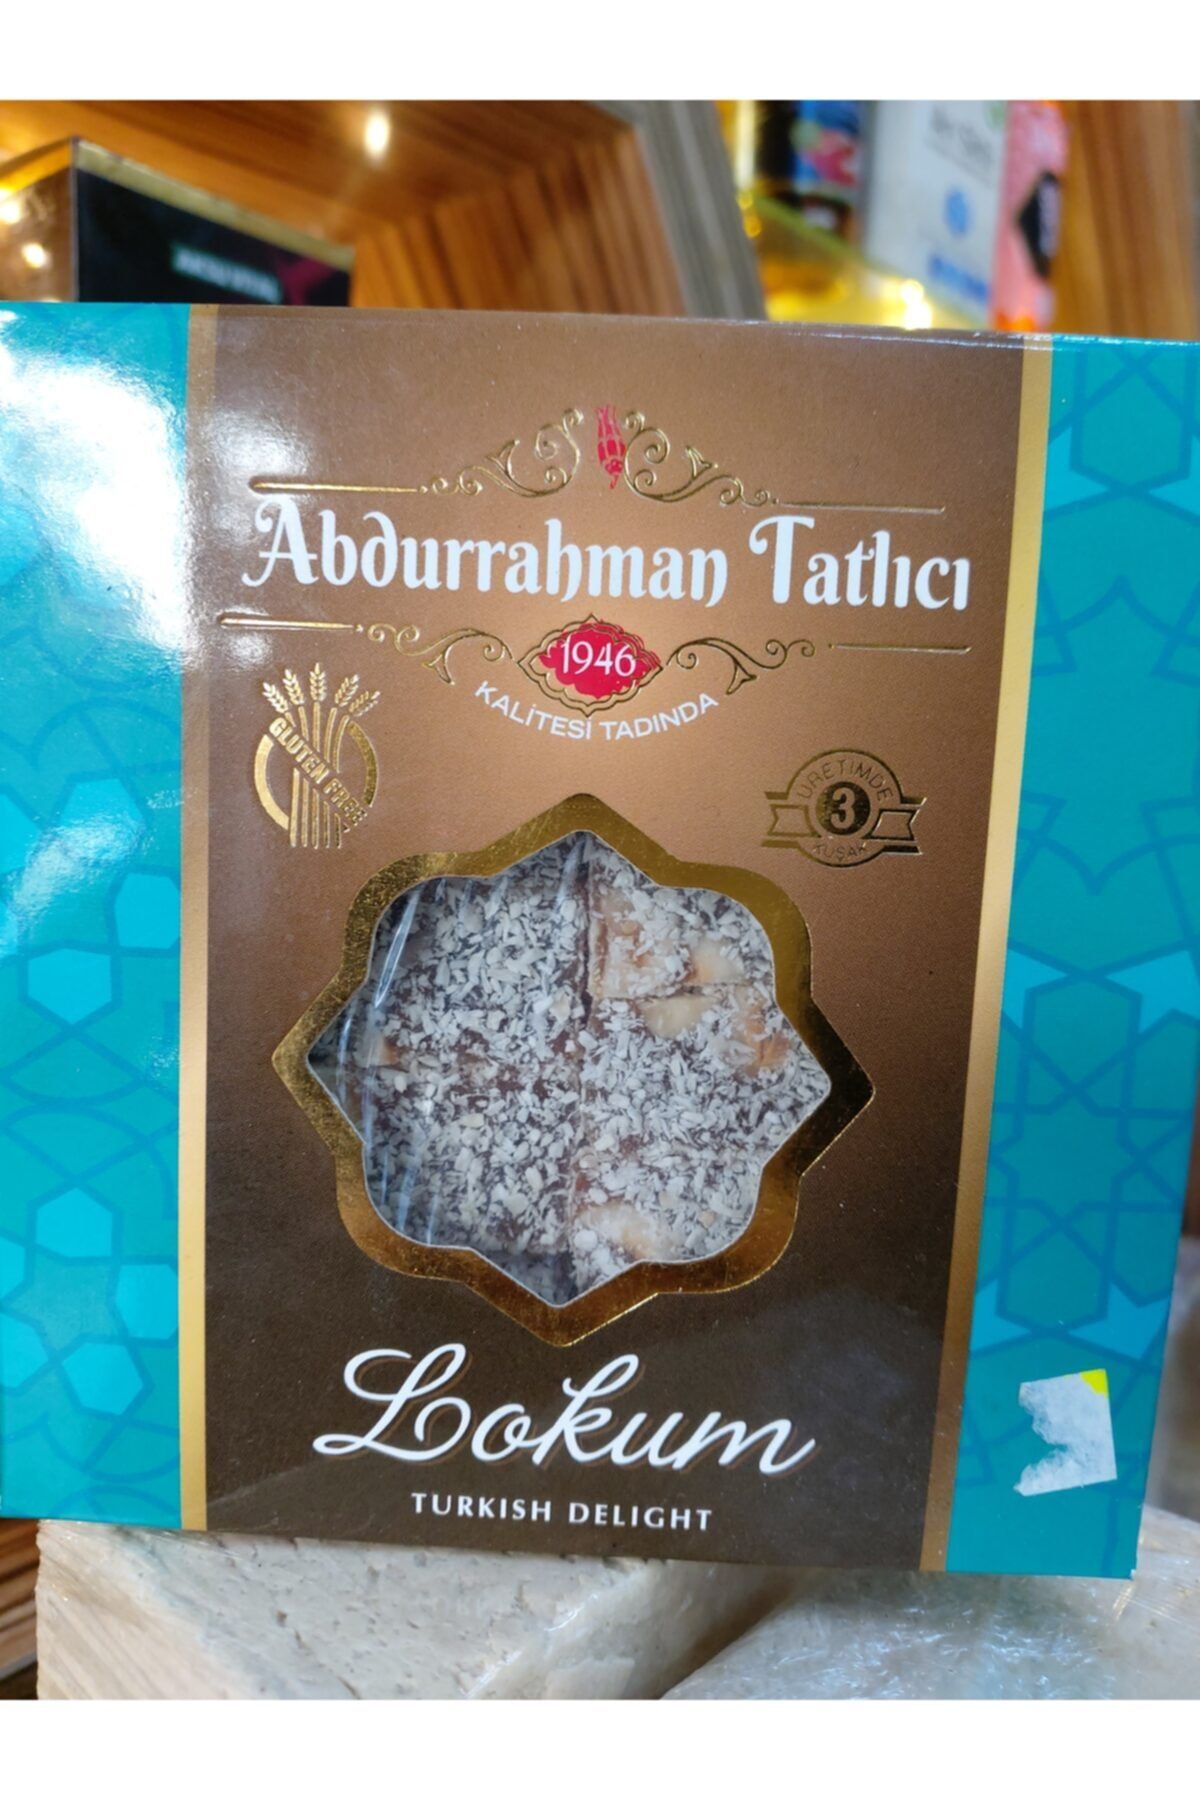 Abdurrahman Tatlıcı
1946
KALİTESİ TADINDA
GLUTEN FREE
ÜRETİMDE
3
KUŞAK
Lokum
TURKISH DELIGHT